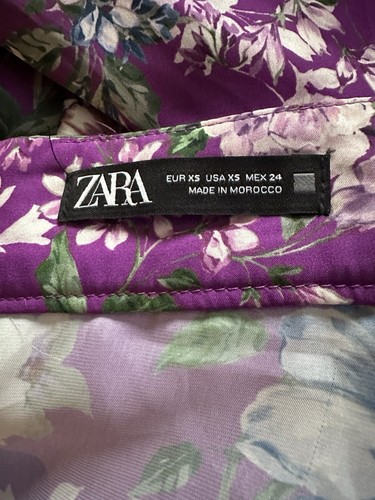 ZARA
EUR XS USA XS MEX 24
MADE IN MOROCCO